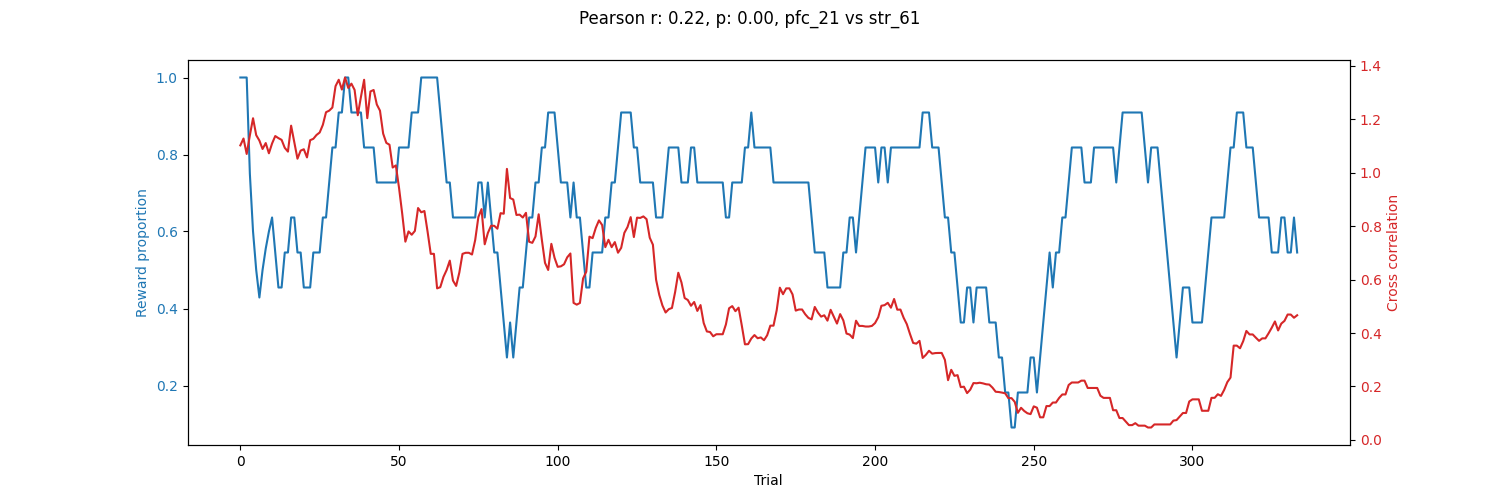 Pearson r: 0.22, p: 0.00, pfc_21 vs str_61
Reward proportion
1.0
0.8
0.6
0.4
0.2
Cross correlation
1.4
1.2
1.0
0.8
0.6
0.4
0.2
0.0
0 50 100 150 200 250 300
Trial